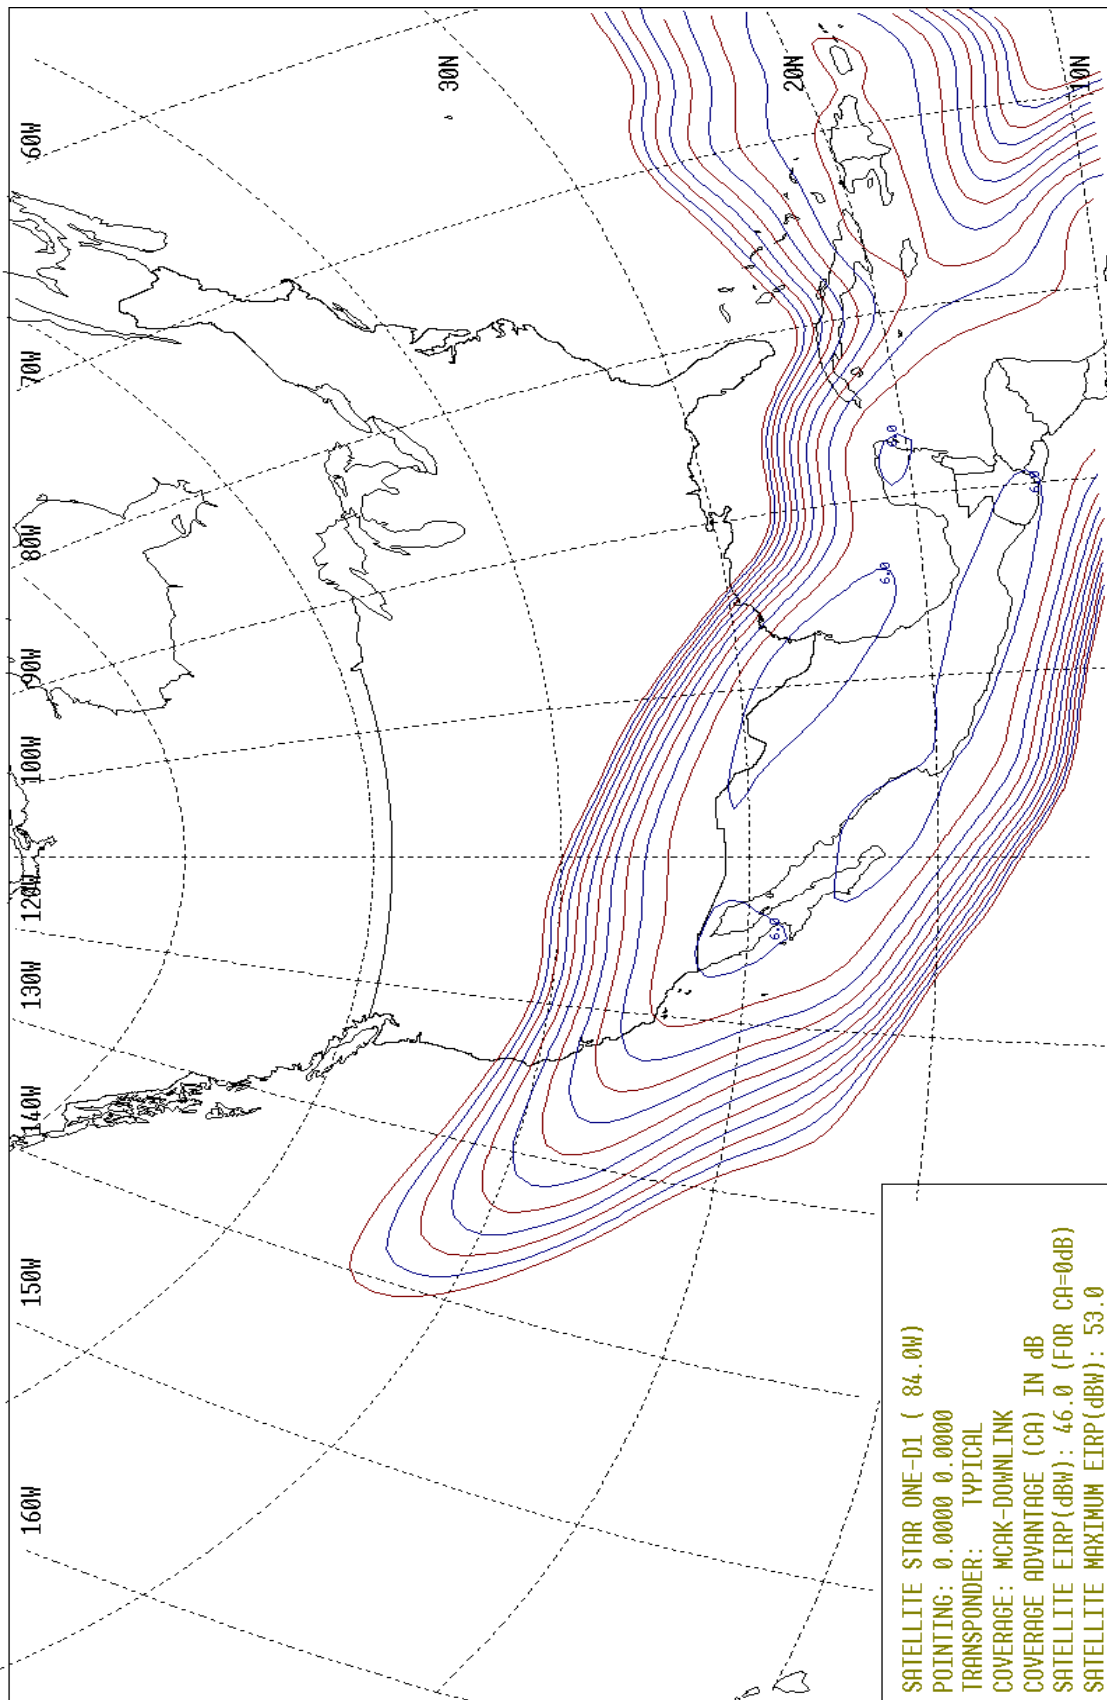 60W
70W
80W
90W
100W
120W
130W
140W
150W
160W
30N
20N
10N
6.0
6.0
6.0
6.0
SATELLITE STAR ONE-D1 ( 84.0W)
POINTING: 0.0000 0.0000
TRANSPONDER: TYPICAL
COVERAGE: MCAK-DOWNLINK
COVERAGE ADVANTAGE (CA) IN dB
SATELLITE EIRP(dBW): 46.0 (FOR CA=0dB)
SATELLITE MAXIMUM EIRP(dBW): 53.0